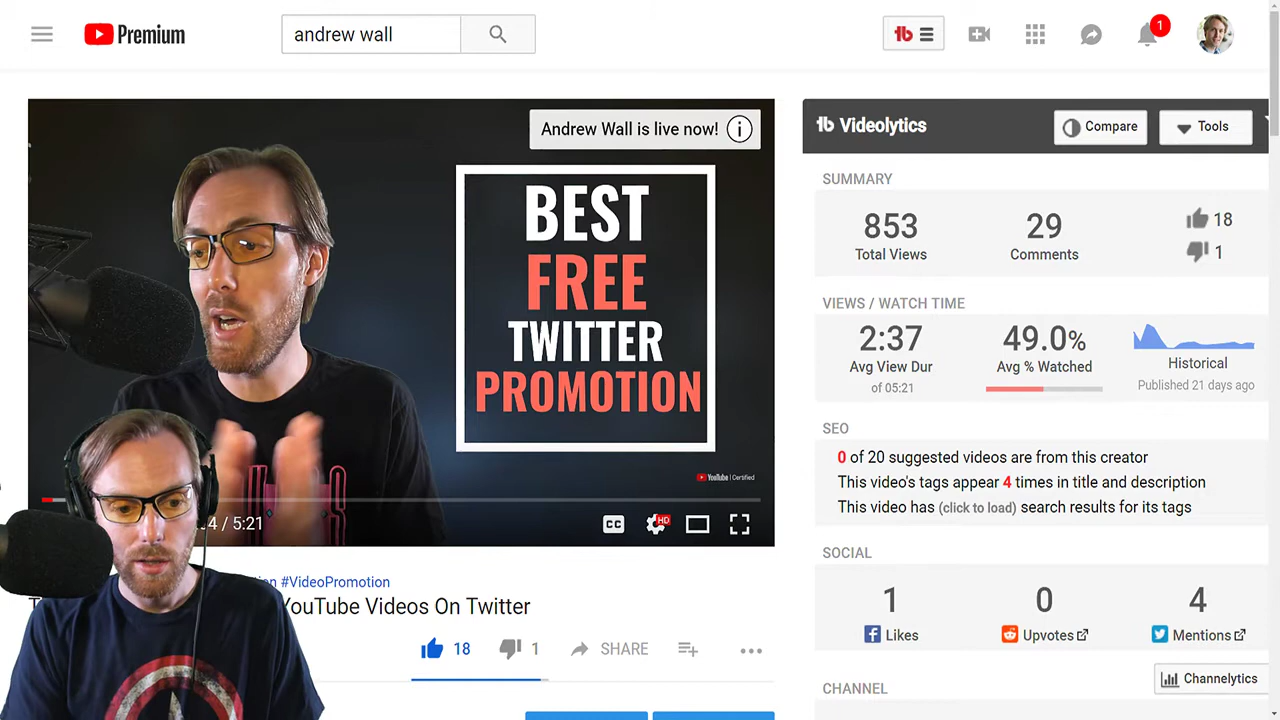 Premium
andrew wall
tb
1
Andrew Wall is live now!
BEST
FREE
TWITTER
PROMOTION
YouTube Certified
4 / 5:21
CC
HD
#VideoPromotion
YouTube Videos On Twitter
18
1
SHARE
tb Videolytics
Compare
Tools
SUMMARY
853
Total Views
29
Comments
18
1
VIEWS / WATCH TIME
2:37
Avg View Dur
of 05:21
49.0%
Avg % Watched
Historical
Published 21 days ago
SEO
0 of 20 suggested videos are from this creator
This video's tags appear 4 times in title and description
This video has (click to load) search results for its tags
SOCIAL
1
Likes
0
Upvotes
4
Mentions
Channelytics
CHANNEL